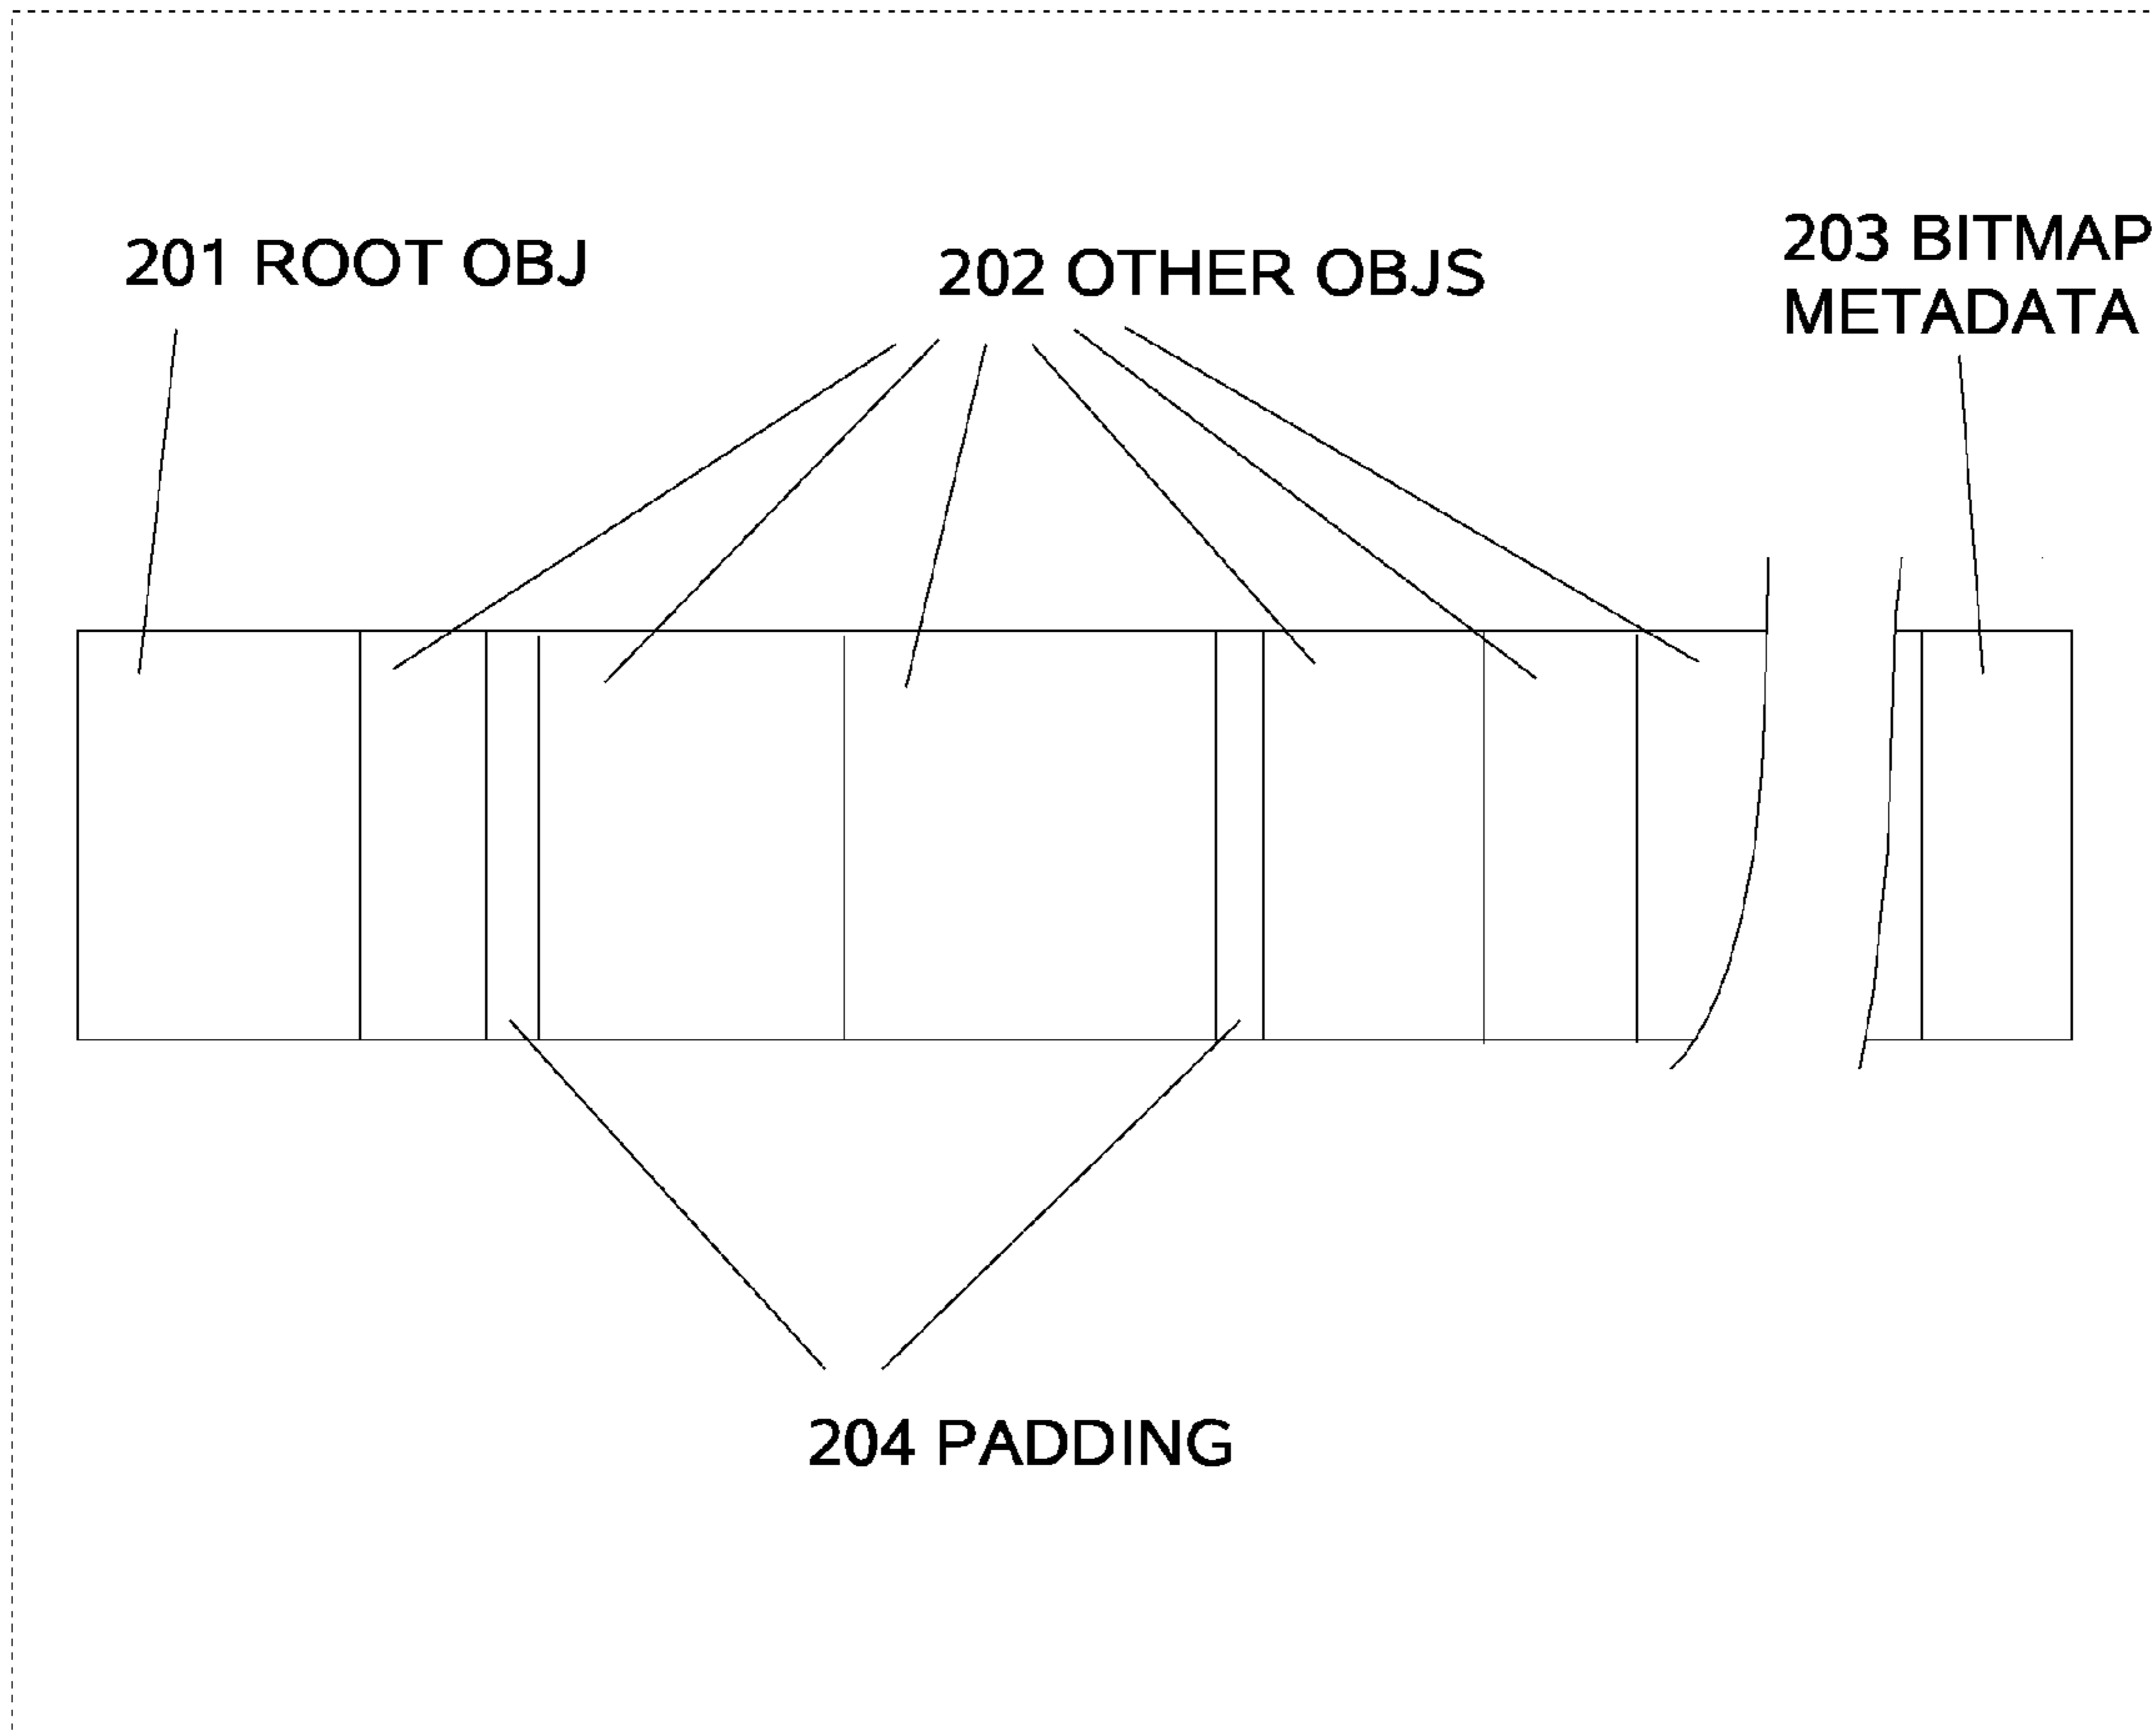 201 ROOT OBJ
202 OTHER OBJS
203 BITMAP
METADATA
204 PADDING